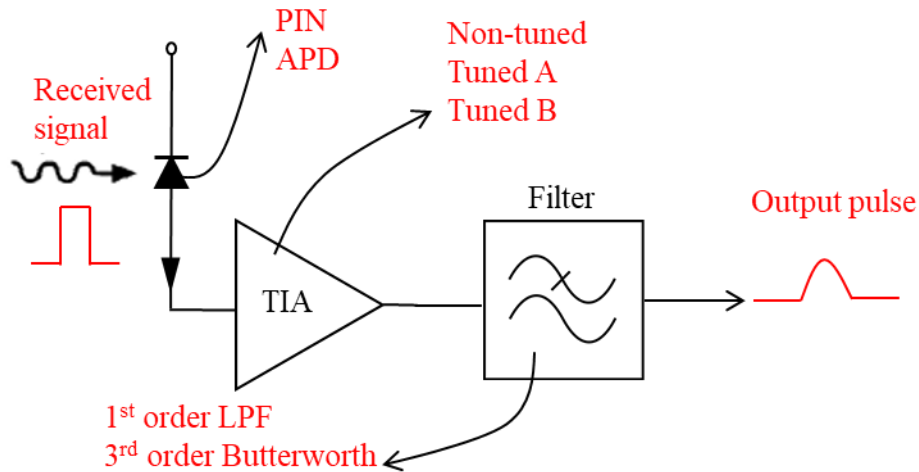 PIN
APD
Non-tuned
Tuned A
Tuned B
Received
signal
Filter
Output pulse
TIA
1st order LPF
3rd order Butterworth